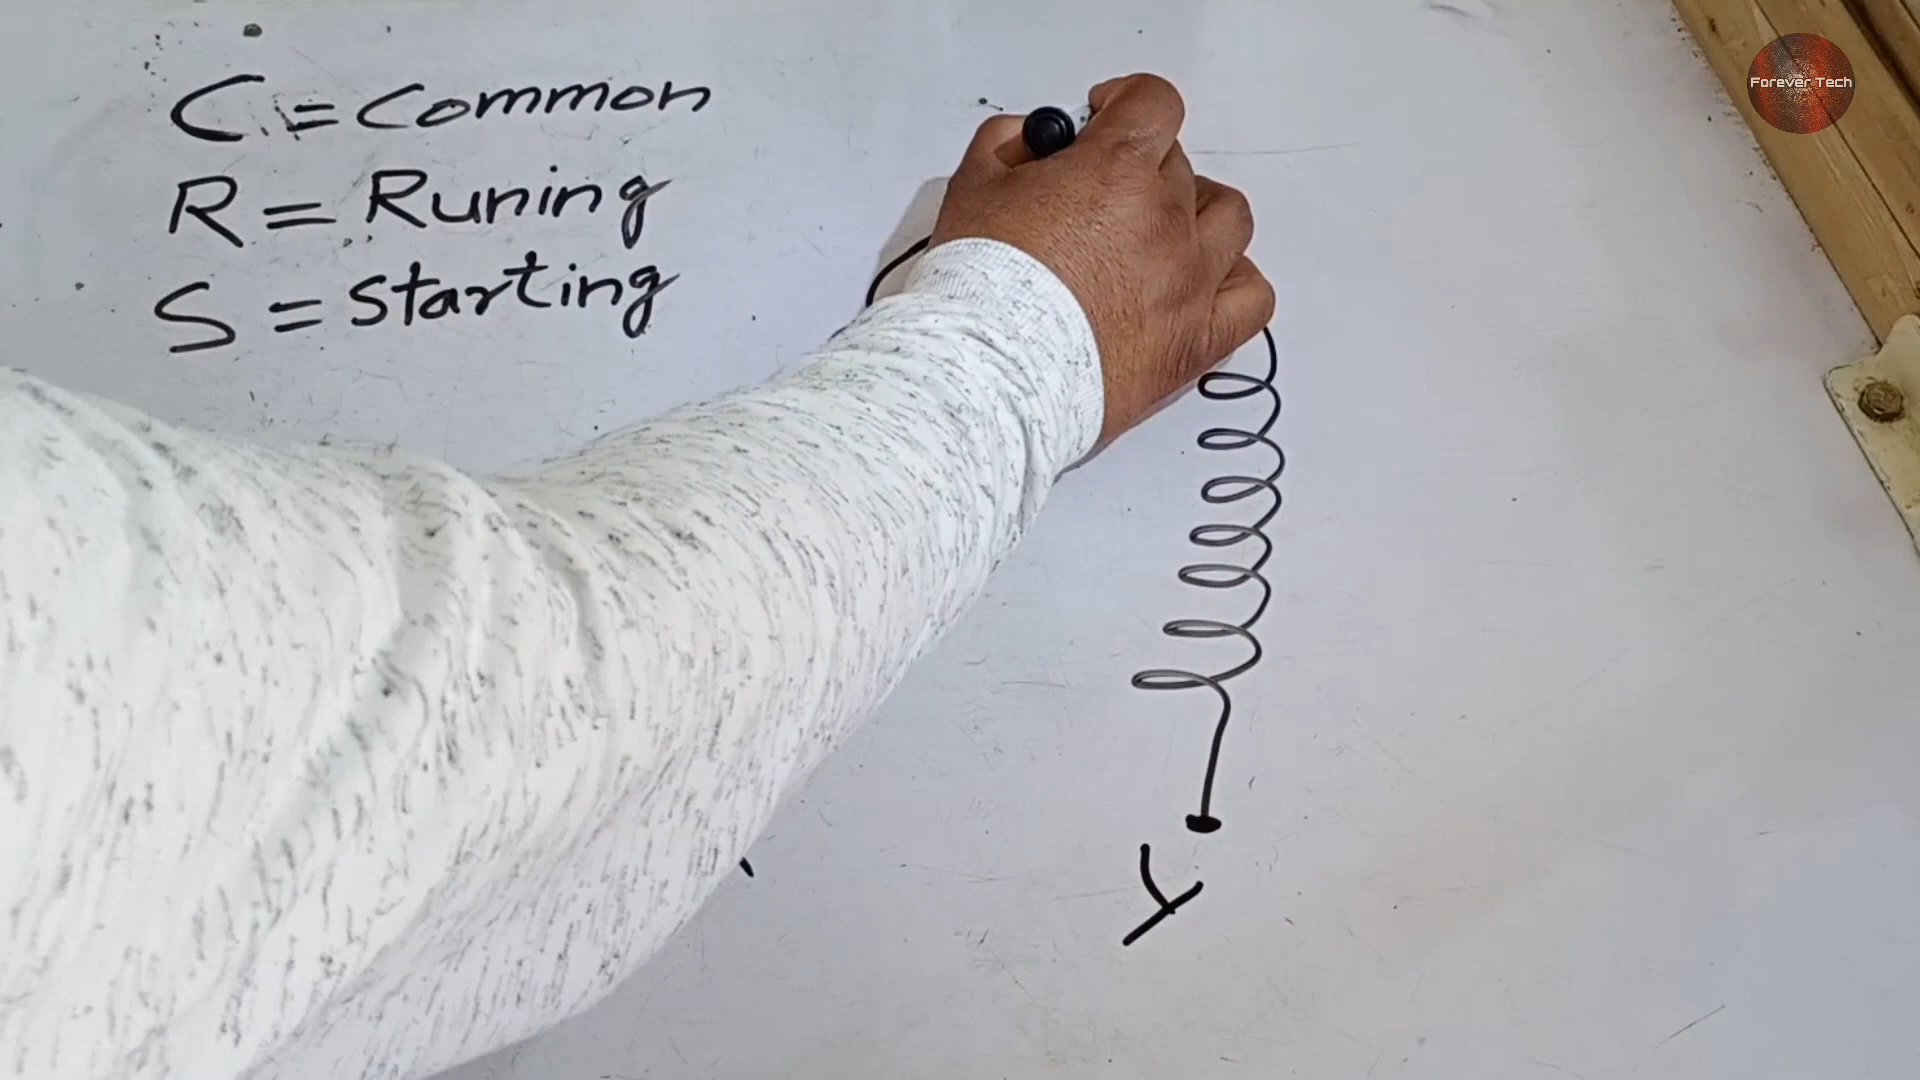 C = Common
R = Runing
S = Starting
Forever Tech
Y